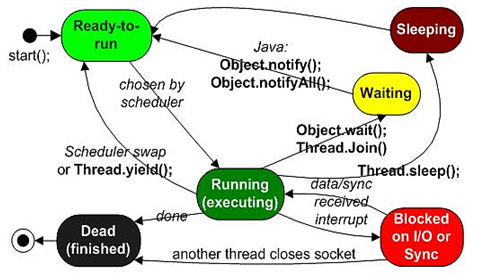 Ready-to-
run
Sleeping
start();
Java:
Object.notify();
Object.notifyAll();
chosen by
scheduler
Waiting
Object.wait();
Thread.Join()
Scheduler swap
or Thread.yield();
Thread.sleep();
Running
(executing)
data/sync
received
interrupt
Dead
(finished)
done
Blocked
on I/O or
Sync
another thread closes socket